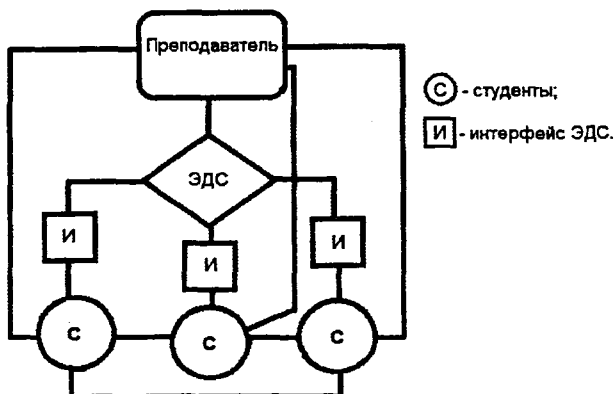 Преподаватель
С - студенты;
И - интерфейс ЭДС.
ЭДС
И
И
И
С
С
С